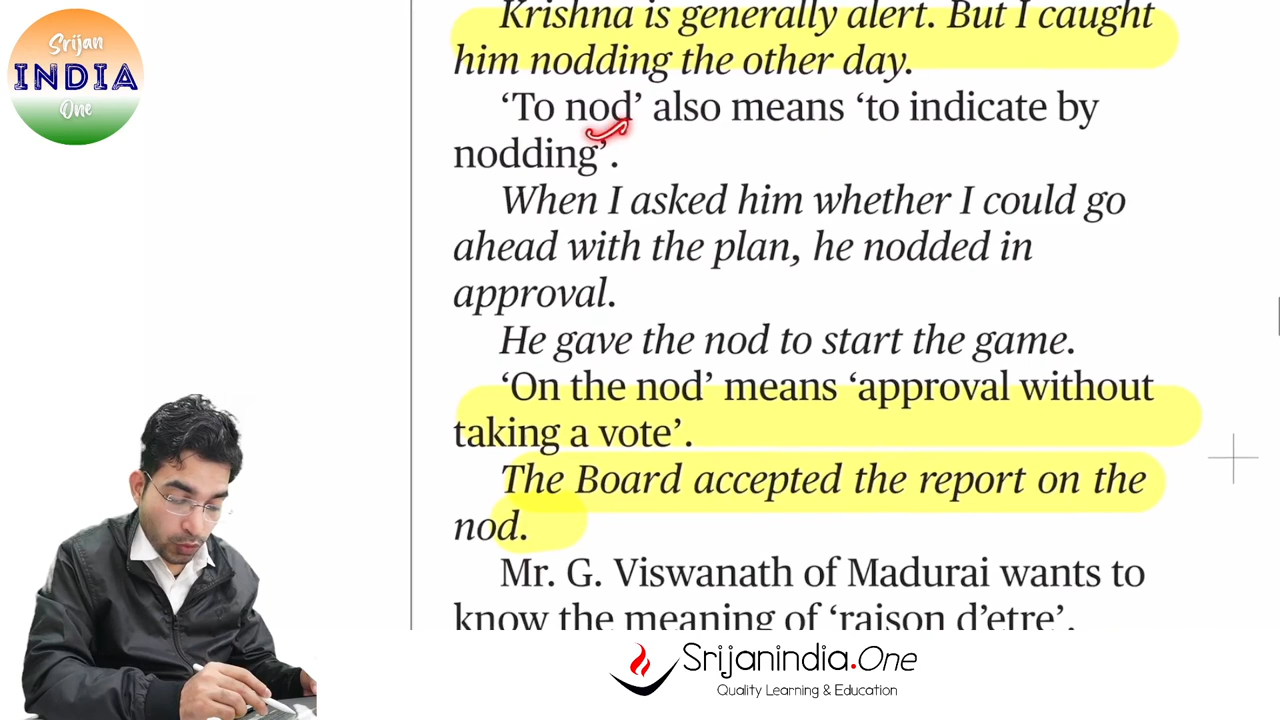 Srijan
INDIA
One
Krishna is generally alert. But I caught
him nodding the other day.
‘To nod’ also means ‘to indicate by
nodding’.
When I asked him whether I could go
ahead with the plan, he nodded in
approval.
He gave the nod to start the game.
‘On the nod’ means ‘approval without
taking a vote’.
The Board accepted the report on the
nod.
Mr. G. Viswanath of Madurai wants to
know the meaning of ‘raison d’etre’.
Srijanindia.One
Quality Learning & Education